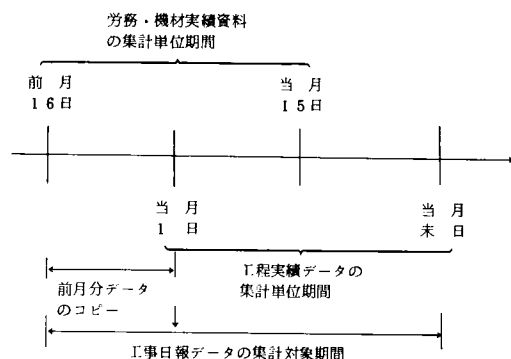 労務・機材実績資料
の集計単位期間
前月
16日
当月
15日
当月
1日
当月
末日
工程実績データの
集計単位期間
前月分データ
のコピー
工事日報データの集計対象期間